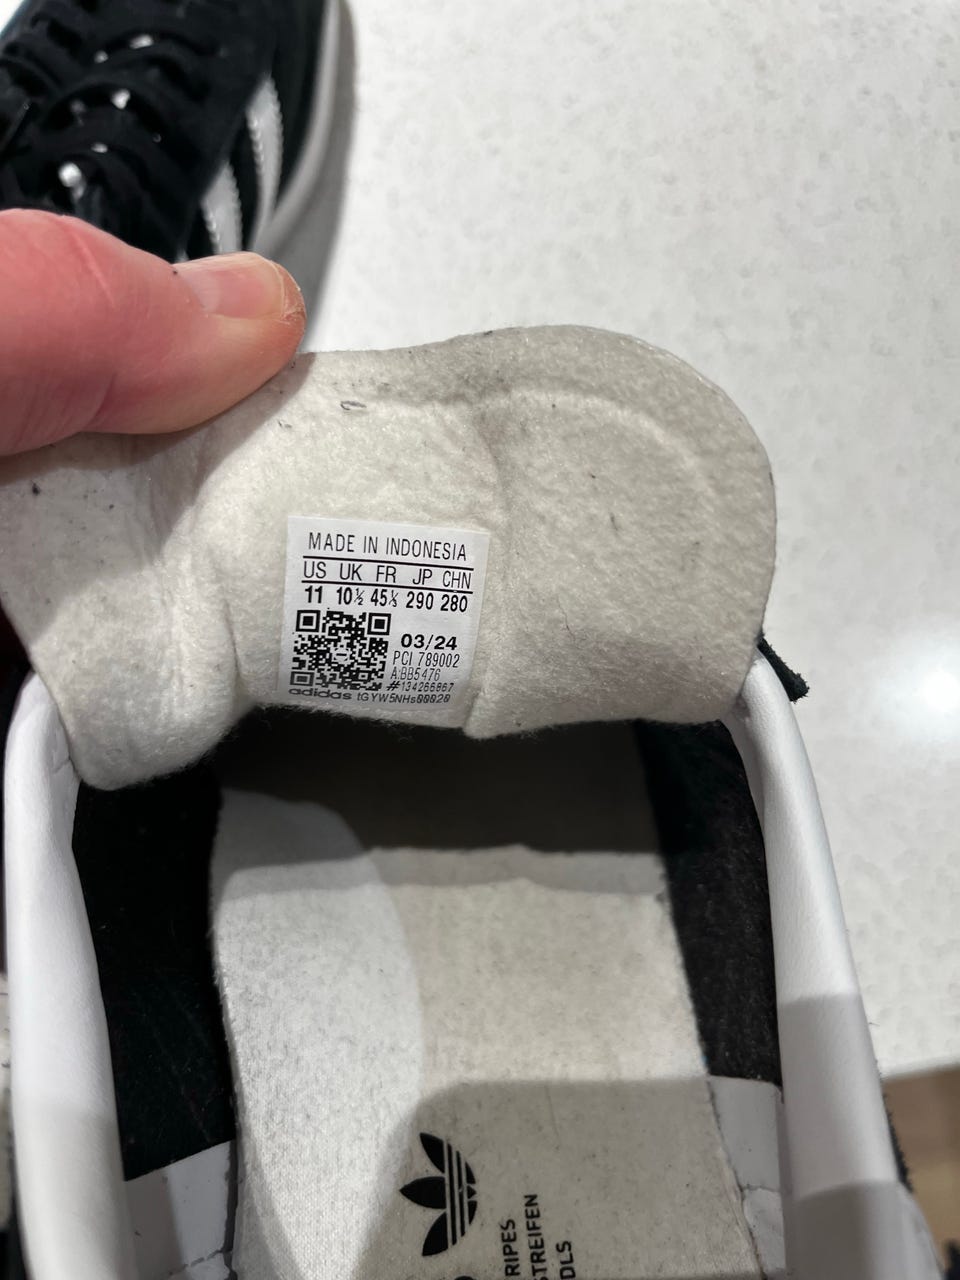 MADE IN INDONESIA
US UK FR JP CHN
11 10½ 45⅓ 290 280
03/24
PCI 789002
A:BB5476
#134266867
adidas tGYW5NHs00020
RIPES
STREIFEN
DLS